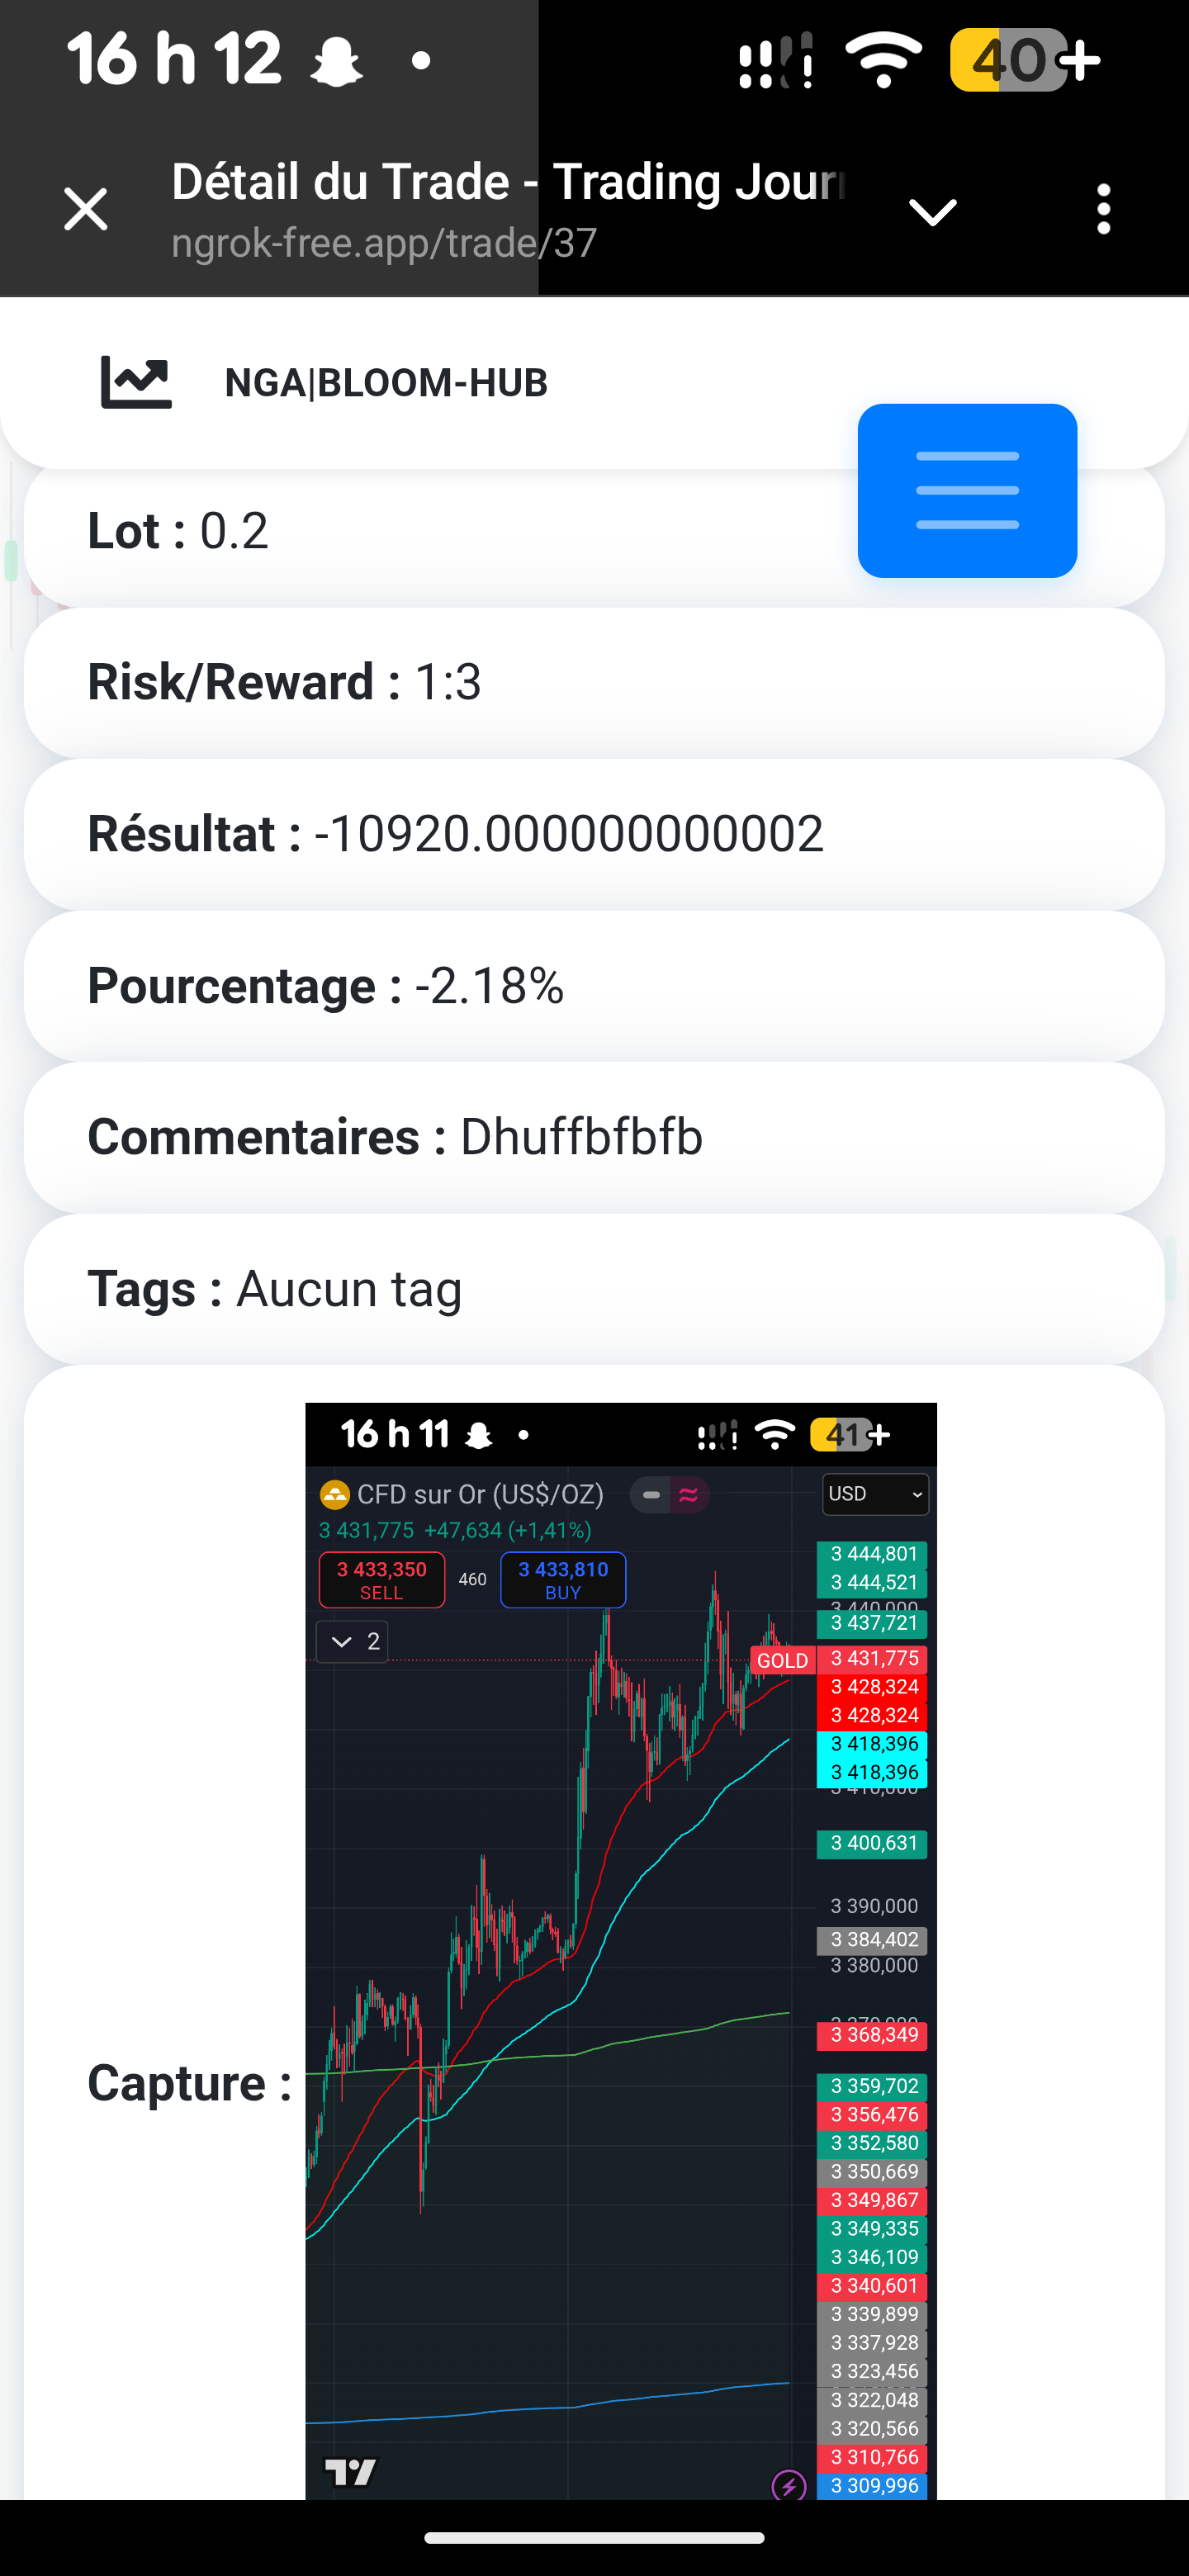 16 h 12
40+
Détail du Trade - Trading Jour
ngrok-free.app/trade/37
NGA|BLOOM-HUB
Lot : 0.2
Risk/Reward : 1:3
Résultat : -10920.000000000002
Pourcentage : -2.18%
Commentaires : Dhuffbfbfb
Tags : Aucun tag
Capture :
16 h 11
41+
CFD sur Or (US$/OZ)
USD
3 431,775 +47,634 (+1,41%)
3 433,350
SELL
460
3 433,810
BUY
2
3 444,801
3 444,521
3 440,000
3 437,721
GOLD
3 431,775
3 428,324
3 428,324
3 418,396
3 418,396
3 410,000
3 400,631
3 390,000
3 384,402
3 380,000
3 368,349
3 359,702
3 356,476
3 352,580
3 350,669
3 349,867
3 349,335
3 346,109
3 340,601
3 339,899
3 337,928
3 323,456
3 322,048
3 320,566
3 310,766
3 309,996